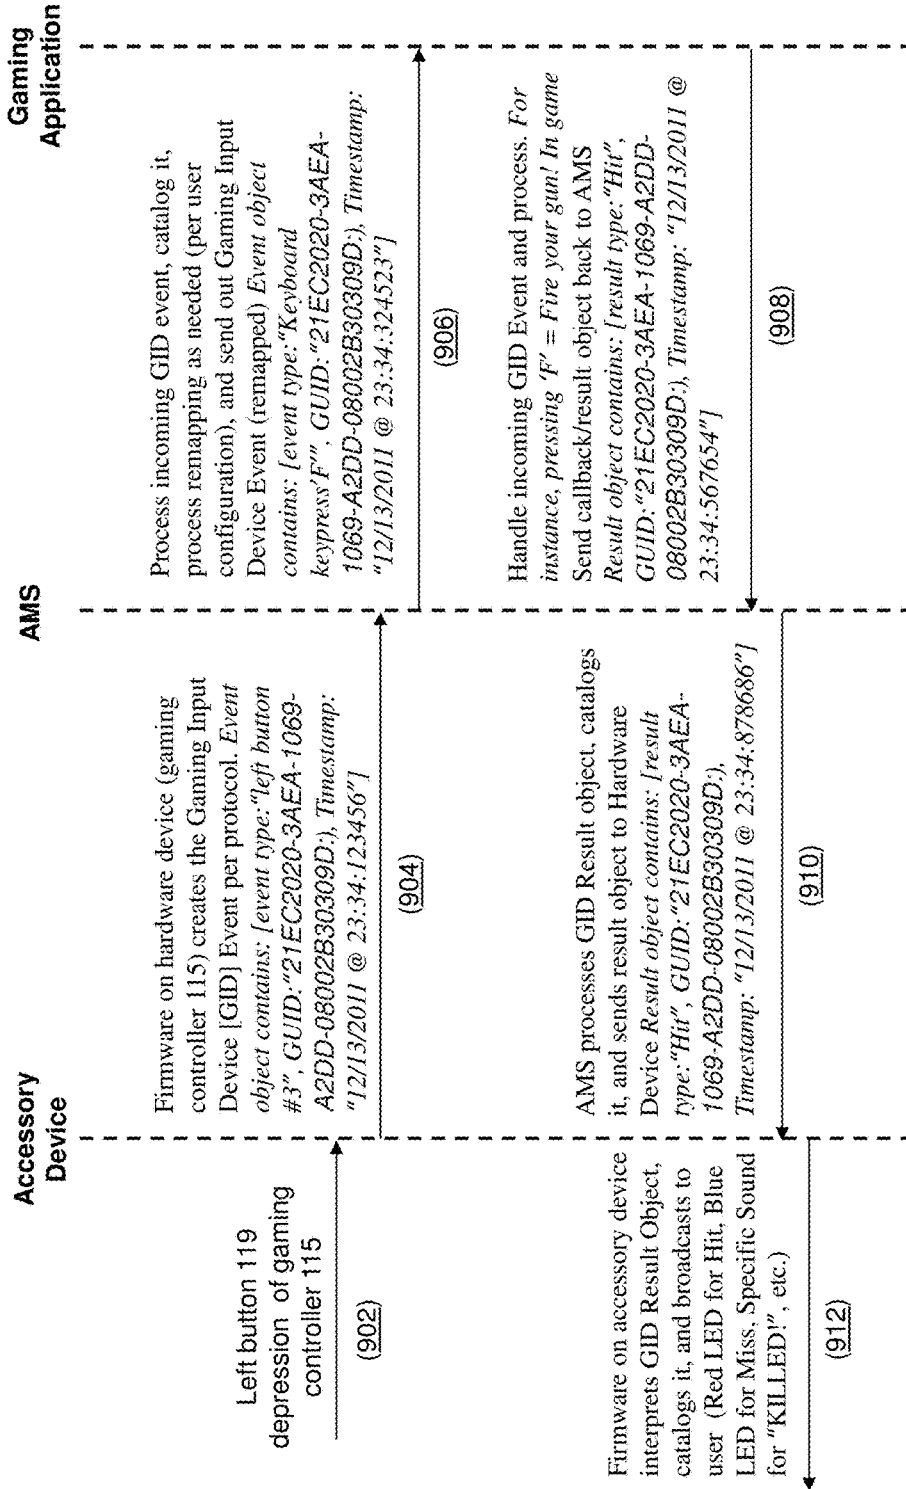 Accessory
Device
AMS
Gaming
Application
Left button 119
depression of gaming
controller 115
(902)
Firmware on hardware device (gaming
controller 115) creates the Gaming Input
Device [GID] Event per protocol. Event
object contains: [event type:"left button
#3", GUID:"21EC2020-3AEA-1069-
A2DD-08002B30309D:), Timestamp:
"12/13/2011 @ 23:34:123456"]
(904)
Process incoming GID event, catalog it,
process remapping as needed (per user
configuration), and send out Gaming Input
Device Event (remapped) Event object
contains: [event type:"Keyboard
keypress'F'", GUID:"21EC2020-3AEA-
1069-A2DD-08002B30309D:), Timestamp:
"12/13/2011 @ 23:34:324523"]
(906)
Handle incoming GID Event and process. For
instance, pressing 'F' = Fire your gun! In game
Send callback/result object back to AMS
Result object contains: [result type:"Hit",
GUID:"21EC2020-3AEA-1069-A2DD-
08002B30309D:), Timestamp: "12/13/2011 @
23:34:567654"]
(908)
AMS processes GID Result object, catalogs
it, and sends result object to Hardware
Device Result object contains: [result
type:"Hit", GUID:"21EC2020-3AEA-
1069-A2DD-08002B30309D:),
Timestamp: "12/13/2011 @ 23:34:878686"]
(910)
Firmware on accessory device
interprets GID Result Object,
catalogs it, and broadcasts to
user (Red LED for Hit, Blue
LED for Miss, Specific Sound
for "KILLED!", etc.)
(912)